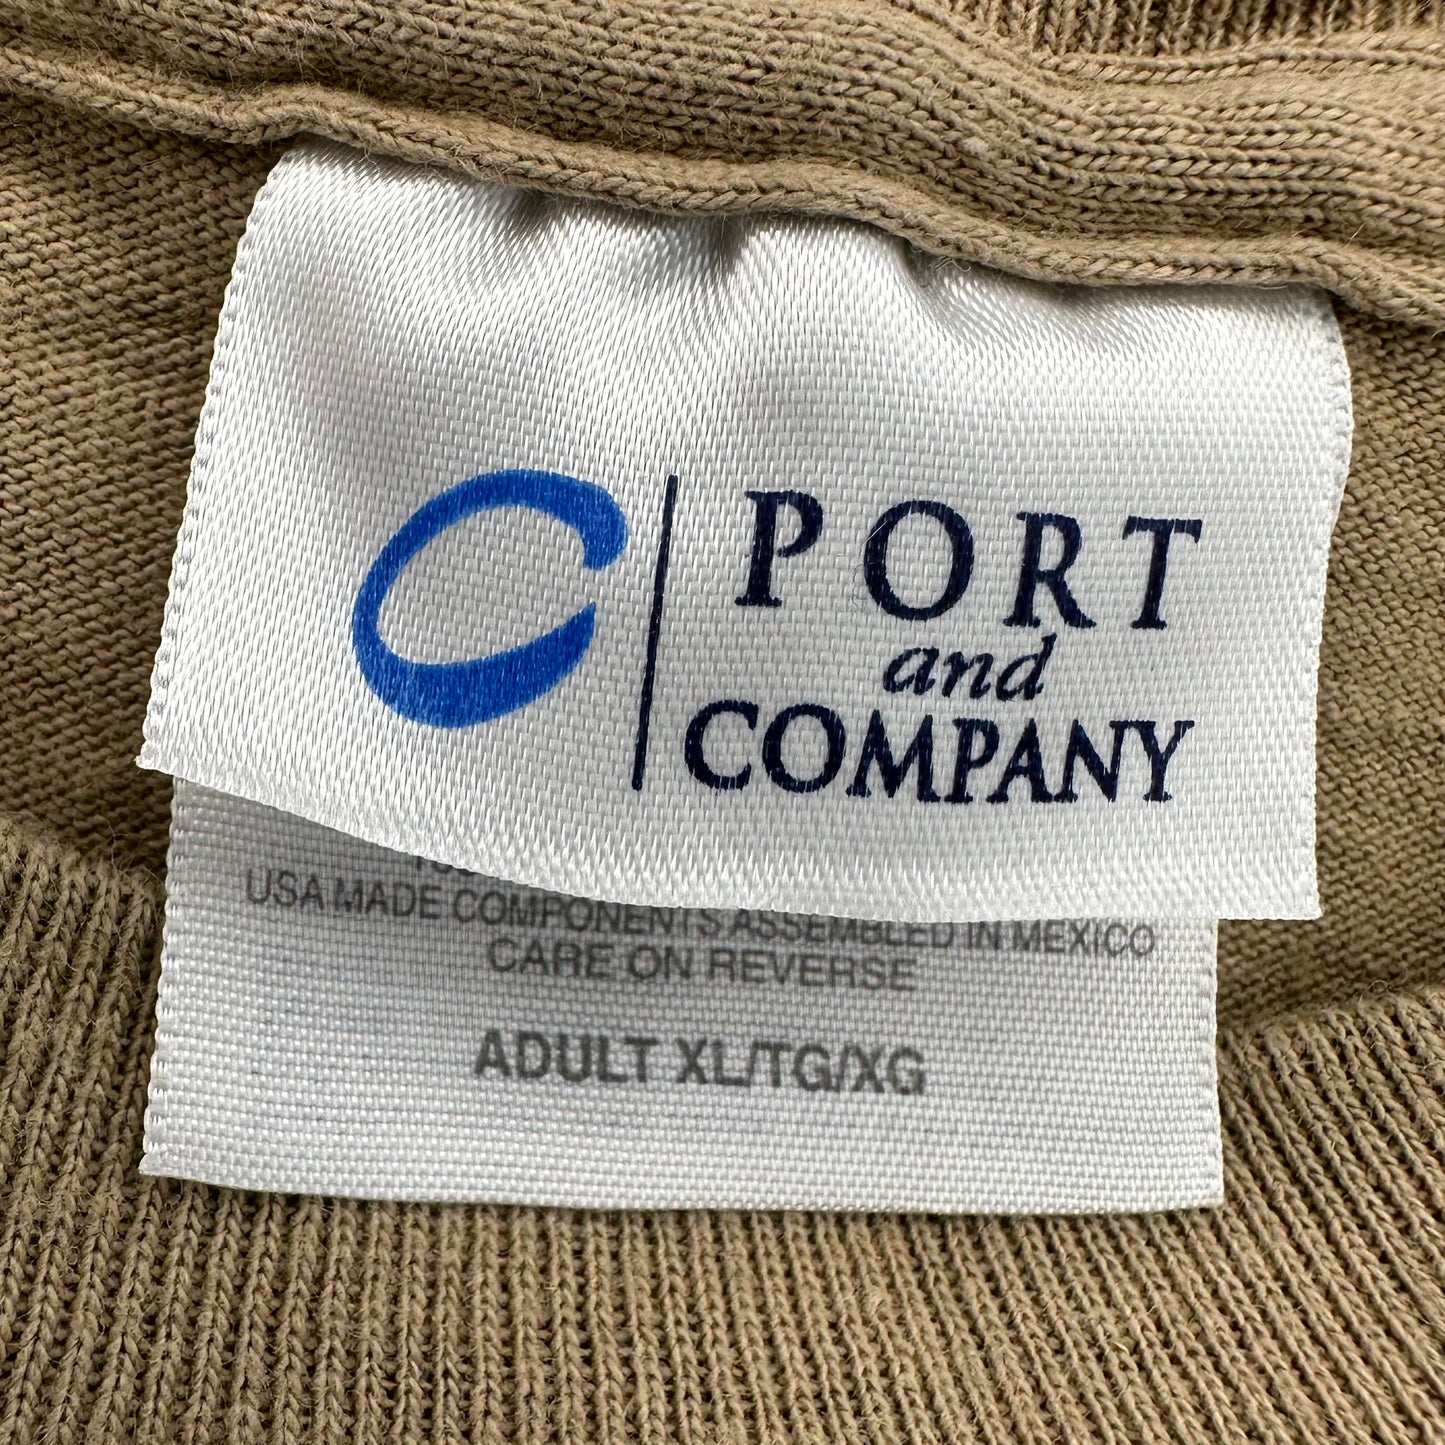 PORT
and
COMPANY
USA MADE COMPONENTS ASSEMBLED IN MEXICO
CARE ON REVERSE
ADULT XL/TG/XG